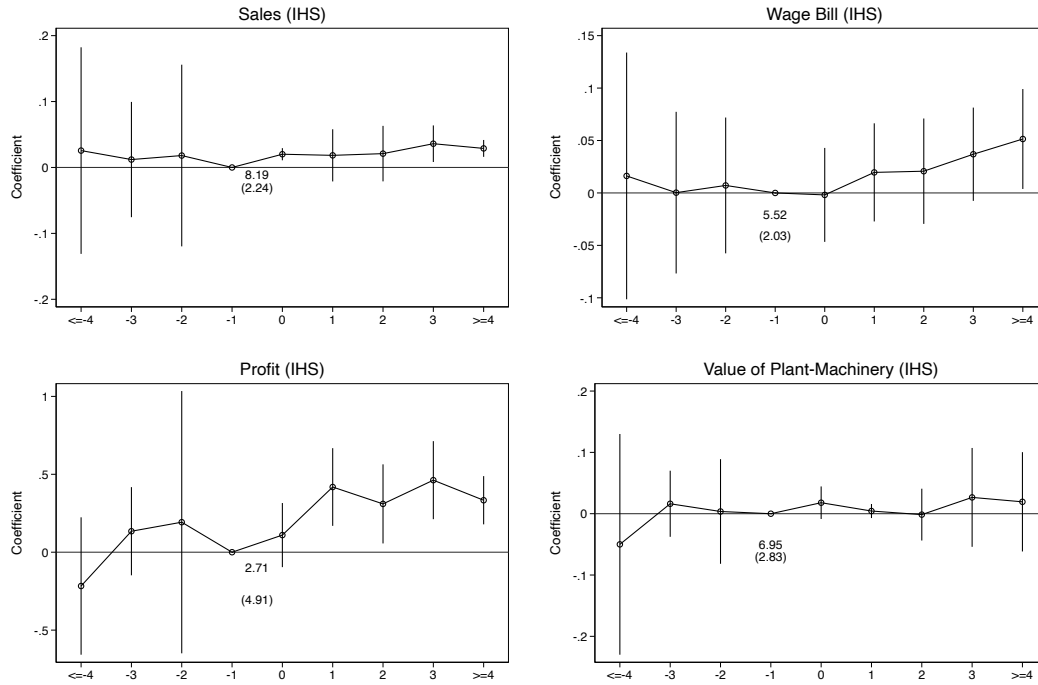 Sales (IHS)
Coefficient
.2
.1
0
-.1
-.2
8.19
(2.24)
<=-4 -3 -2 -1 0 1 2 3 >=4
Wage Bill (IHS)
Coefficient
.15
.1
.05
0
-.05
-.1
5.52
(2.03)
<=-4 -3 -2 -1 0 1 2 3 >=4
Profit (IHS)
Coefficient
1
.5
0
-.5
2.71
(4.91)
<=-4 -3 -2 -1 0 1 2 3 >=4
Value of Plant-Machinery (IHS)
Coefficient
.2
.1
0
-.1
-.2
6.95
(2.83)
<=-4 -3 -2 -1 0 1 2 3 >=4